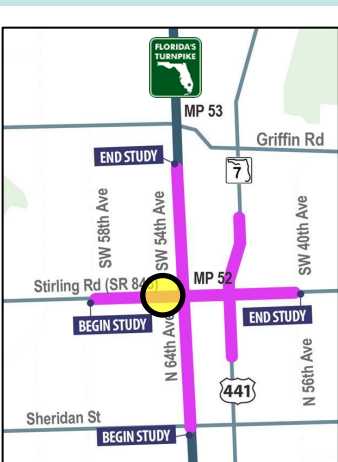 FLORIDA'S
TURNPIKE
MP 53
Griffin Rd
END STUDY
7
SW 58th Ave
SW 54th Ave
SW 40th Ave
MP 52
Stirling Rd (SR 848)
BEGIN STUDY
END STUDY
N 64th Ave
N 56th Ave
441
Sheridan St
BEGIN STUDY